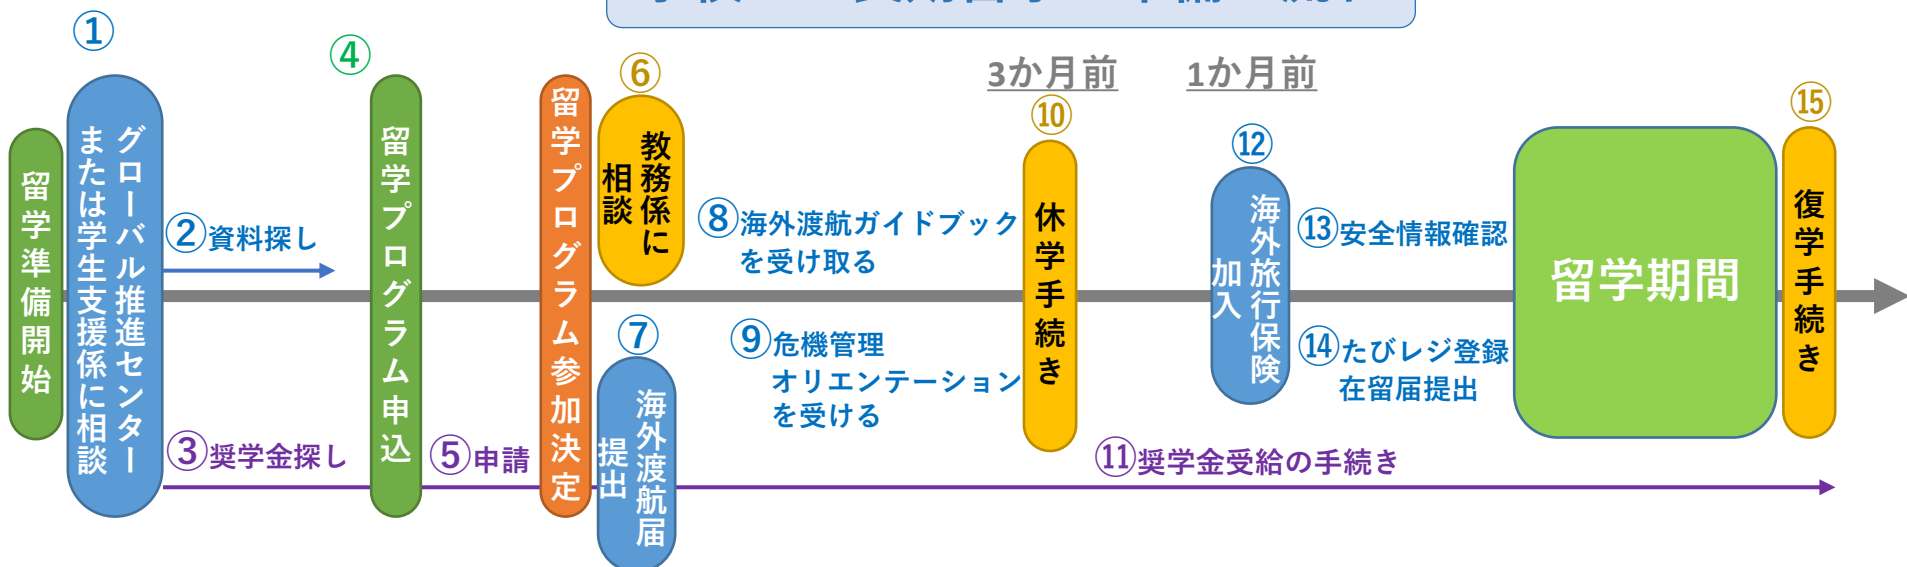 ①
留学準備開始
グローバル推進センター
または学生支援係に相談
②資料探し
③奨学金探し
④
留学プログラム申込
⑤申請
留学プログラム参加決定
⑥
教務係に
相談
⑦
海外渡航届
提出
⑧海外渡航ガイドブック
を受け取る
⑨危機管理
オリエンテーション
を受ける
3か月前
⑩
休学手続き
⑪奨学金受給の手続き
1か月前
⑫
海外旅行保険
加入
⑬安全情報確認
⑭たびレジ登録
在留届提出
留学期間
⑮
復学手続き